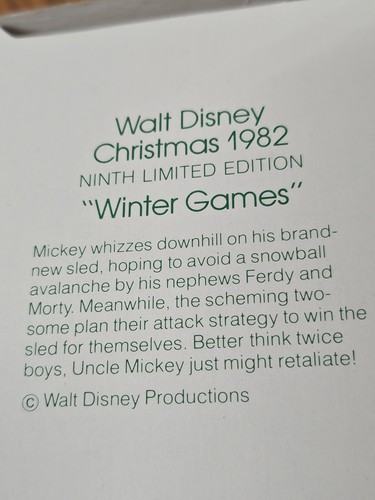 Walt Disney
Christmas 1982
NINTH LIMITED EDITION
"Winter Games"
Mickey whizzes downhill on his brand-
new sled, hoping to avoid a snowball
avalanche by his nephews Ferdy and
Morty. Meanwhile, the scheming two-
some plan their attack strategy to win the
sled for themselves. Better think twice
boys, Uncle Mickey just might retaliate!
© Walt Disney Productions